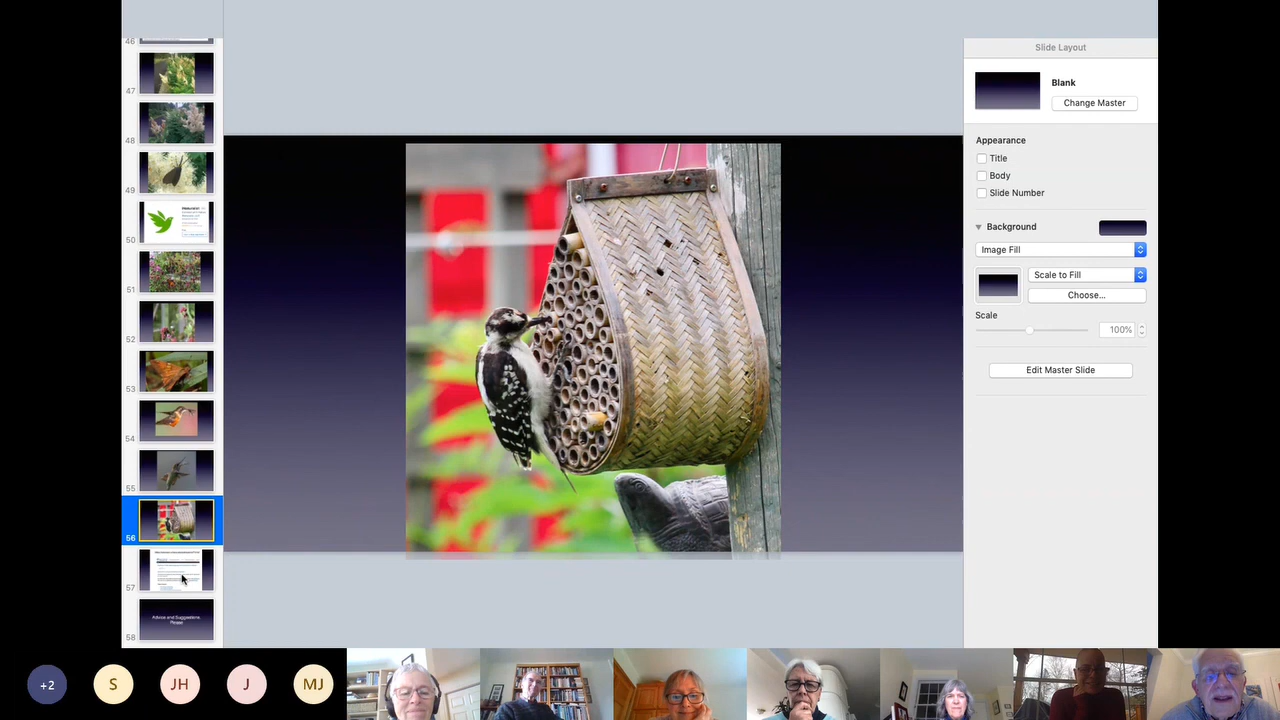 46
47
48
49
50
51
52
53
54
55
56
57
58
Advice and Suggestions
Please
Slide Layout
Blank
Change Master
Appearance
Title
Body
Slide Number
Background
Image Fill
Scale to Fill
Choose...
Scale
100%
Edit Master Slide
+2
S
JH
J
MJ